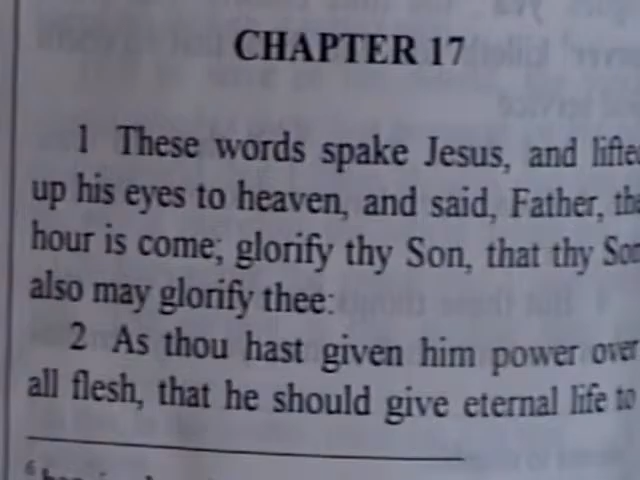 CHAPTER 17
1 These words spake Jesus, and lifted
up his eyes to heaven, and said, Father, the
hour is come; glorify thy Son, that thy Son
also may glorify thee:
2 As thou hast given him power over
all flesh, that he should give eternal life to
6